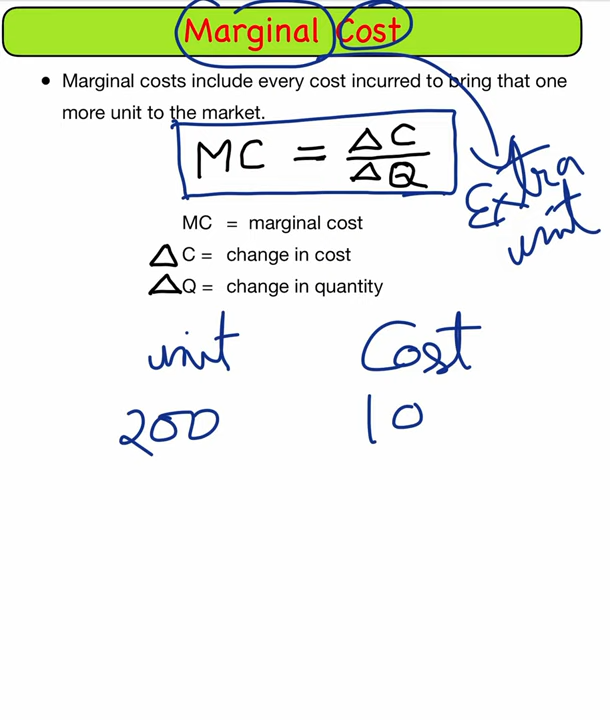 Marginal Cost
• Marginal costs include every cost incurred to bring that one
more unit to the market.
MC = ΔC/ΔQ
Extra
unit
MC = marginal cost
ΔC = change in cost
ΔQ = change in quantity
unit Cost
200 10